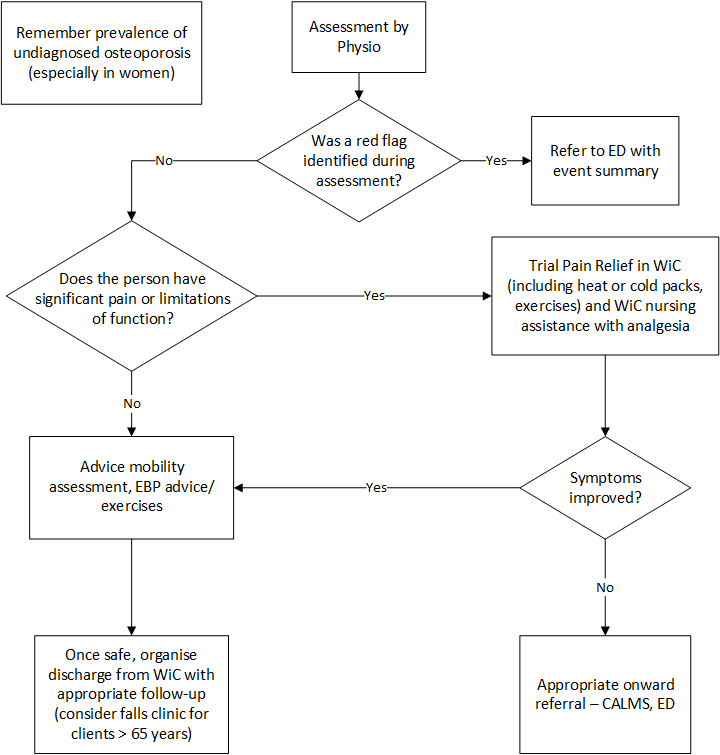 Remember prevalence of
undiagnosed osteoporosis
(especially in women)
Assessment by
Physio
Was a red flag
identified during
assessment?
No
Yes
Refer to ED with
event summary
Does the person have
significant pain or limitations
of function?
Yes
Trial Pain Relief in WiC
(including heat or cold packs,
exercises) and WiC nursing
assistance with analgesia
No
Advice mobility
assessment, EBP advice/
exercises
Yes
Symptoms
improved?
No
Once safe, organise
discharge from WiC with
appropriate follow-up
(consider falls clinic for
clients > 65 years)
Appropriate onward
referral – CALMS, ED